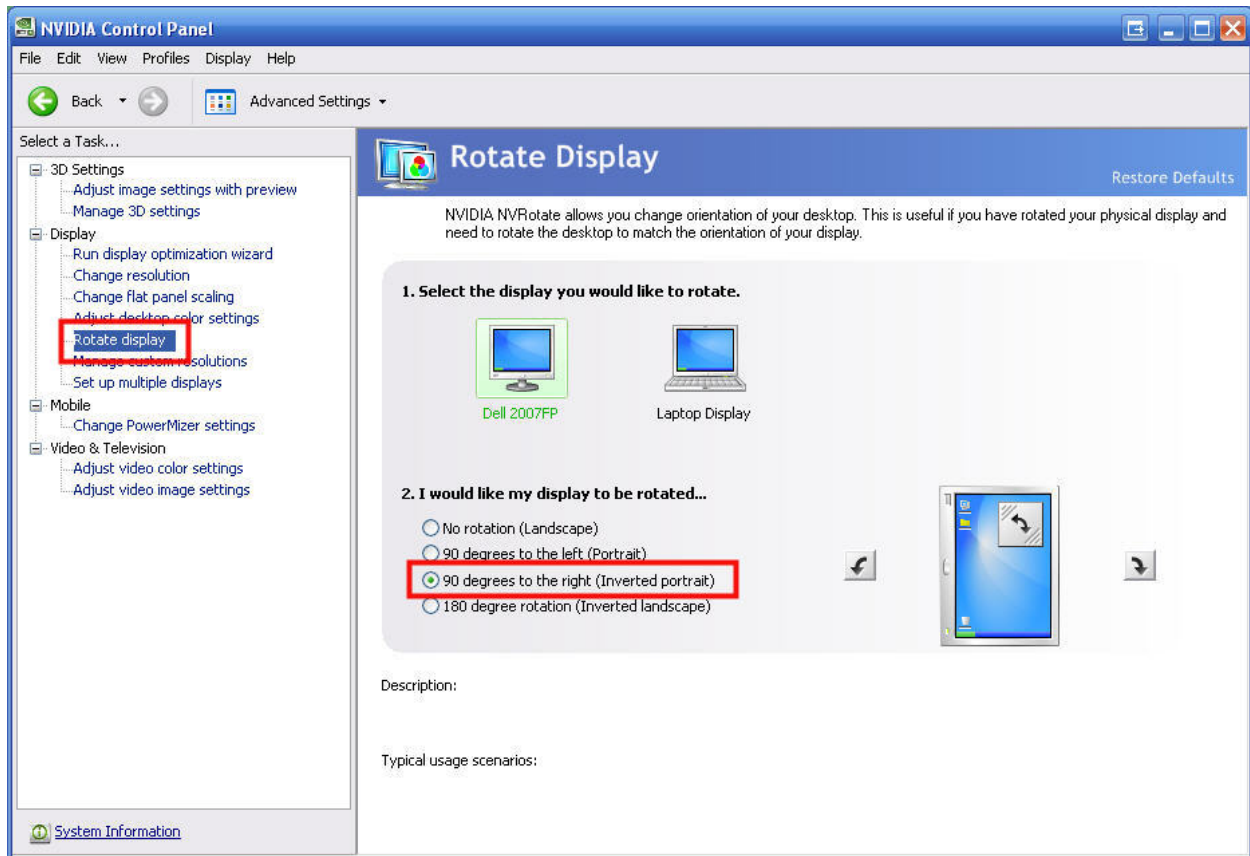 NVIDIA Control Panel
File Edit View Profiles Display Help
Back Advanced Settings
Select a Task...
3D Settings
Adjust image settings with preview
Manage 3D settings
Display
Run display optimization wizard
Change resolution
Change flat panel scaling
Adjust desktop color settings
Rotate display
Manage custom resolutions
Set up multiple displays
Mobile
Change PowerMizer settings
Video & Television
Adjust video color settings
Adjust video image settings
System Information
Rotate Display
Restore Defaults
NVIDIA NVRotate allows you change orientation of your desktop. This is useful if you have rotated your physical display and
need to rotate the desktop to match the orientation of your display.
1. Select the display you would like to rotate.
Dell 2007FP Laptop Display
2. I would like my display to be rotated...
No rotation (Landscape)
90 degrees to the left (Portrait)
90 degrees to the right (Inverted portrait)
180 degree rotation (Inverted landscape)
Description:
Typical usage scenarios: